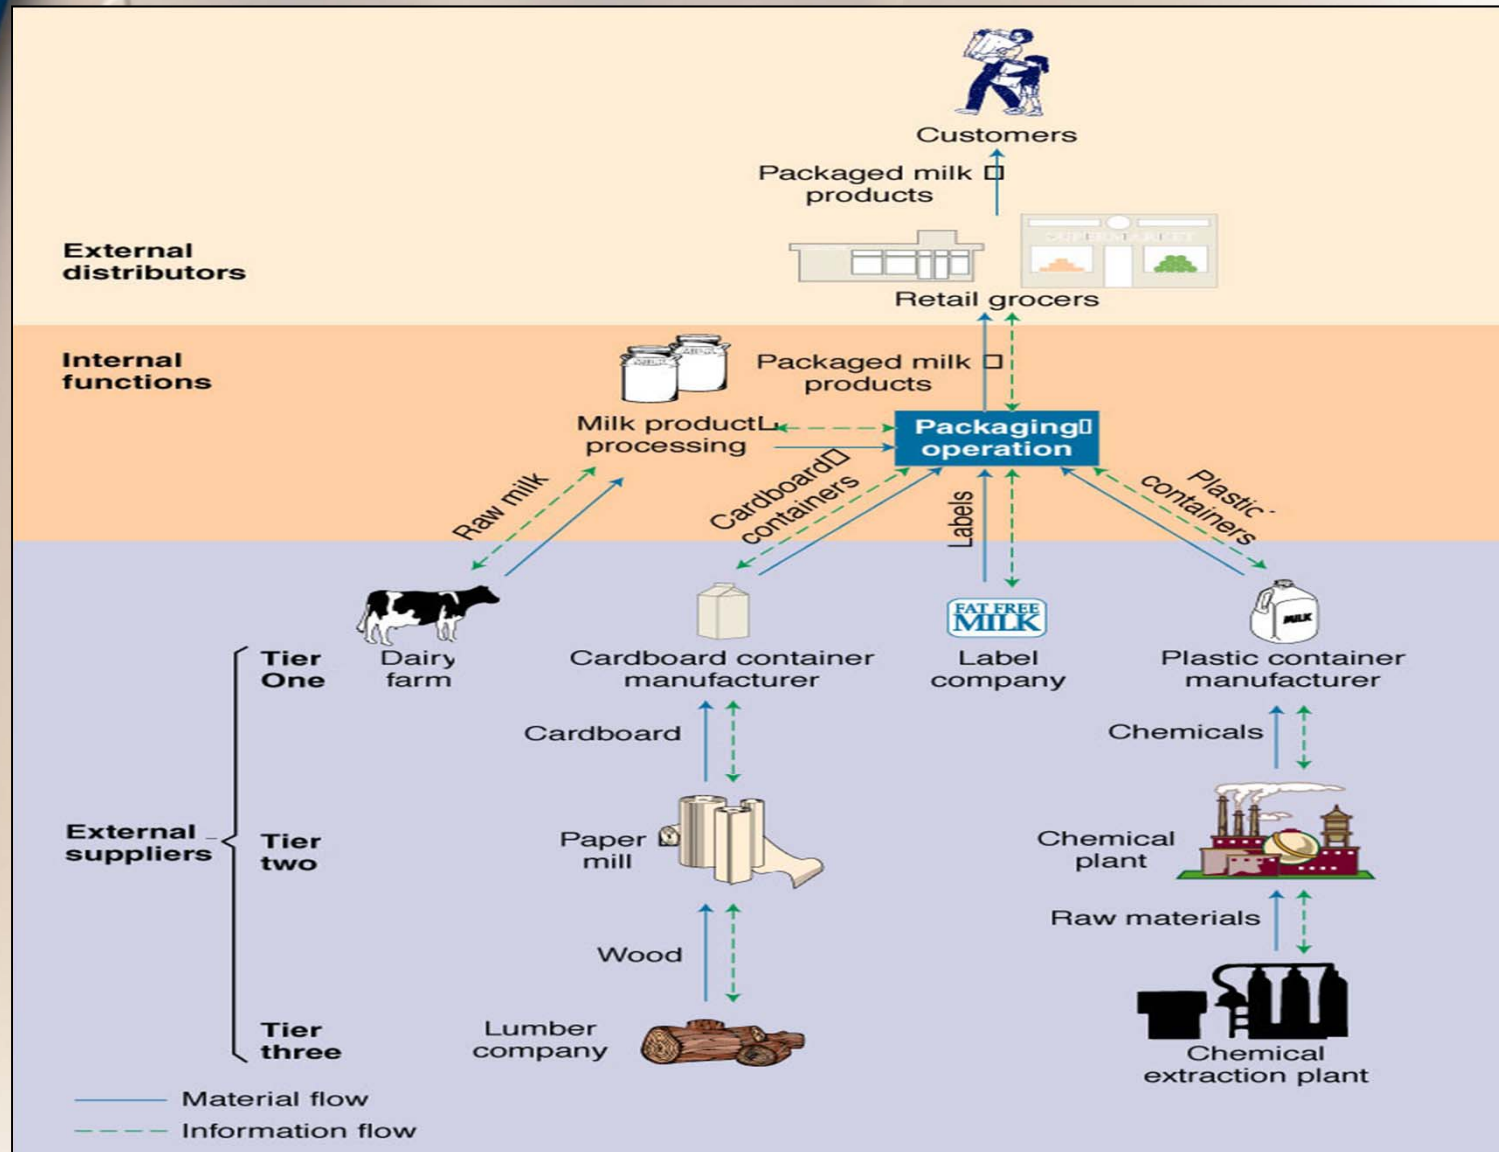 Customers
Packaged milk
products
SUPERMARKET
External
distributors
Retail grocers
Internal
functions
Packaged milk
products
Milk product
processing
Packaging
operation
Raw milk
Cardboard
containers
Labels
Plastic
containers
FAT FREE
MILK
MILK
Tier
One
Dairy
farm
Cardboard container
manufacturer
Label
company
Plastic container
manufacturer
Cardboard
Chemicals
External
suppliers
Tier
two
Paper
mill
Chemical
plant
Wood
Raw materials
Tier
three
Lumber
company
Chemical
extraction plant
Material flow
Information flow